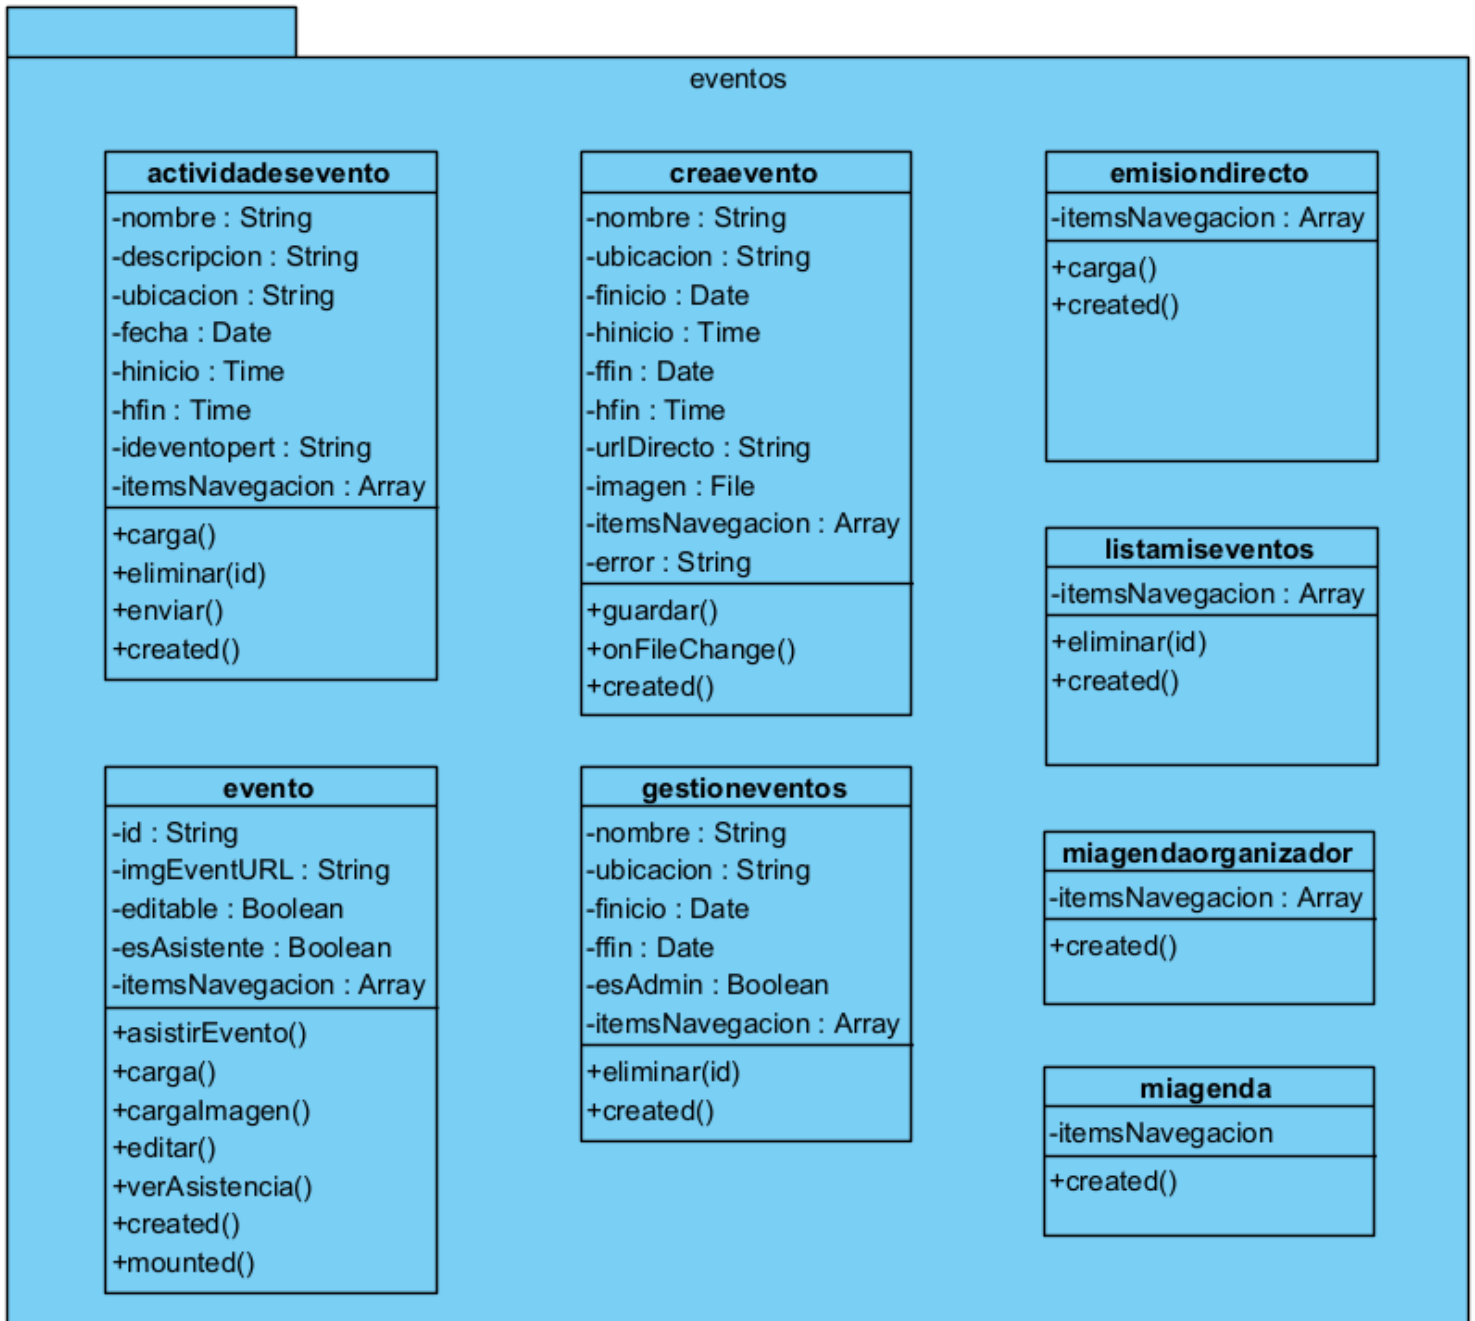 eventos
actividadesevento
-nombre : String
-descripcion : String
-ubicacion : String
-fecha : Date
-hinicio : Time
-hfin : Time
-ideventopert : String
-itemsNavegacion : Array
+carga()
+eliminar(id)
+enviar()
+created()
creaevento
-nombre : String
-ubicacion : String
-finicio : Date
-hinicio : Time
-ffin : Date
-hfin : Time
-urlDirecto : String
-imagen : File
-itemsNavegacion : Array
-error : String
+guardar()
+onFileChange()
+created()
emisiondirecto
-itemsNavegacion : Array
+carga()
+created()
listamiseventos
-itemsNavegacion : Array
+eliminar(id)
+created()
evento
-id : String
-imgEventURL : String
-editable : Boolean
-esAsistente : Boolean
-itemsNavegacion : Array
+asistirEvento()
+carga()
+cargaImagen()
+editar()
+verAsistencia()
+created()
+mounted()
gestioneventos
-nombre : String
-ubicacion : String
-finicio : Date
-ffin : Date
-esAdmin : Boolean
-itemsNavegacion : Array
+eliminar(id)
+created()
miagendaorganizador
-itemsNavegacion : Array
+created()
miagenda
-itemsNavegacion
+created()